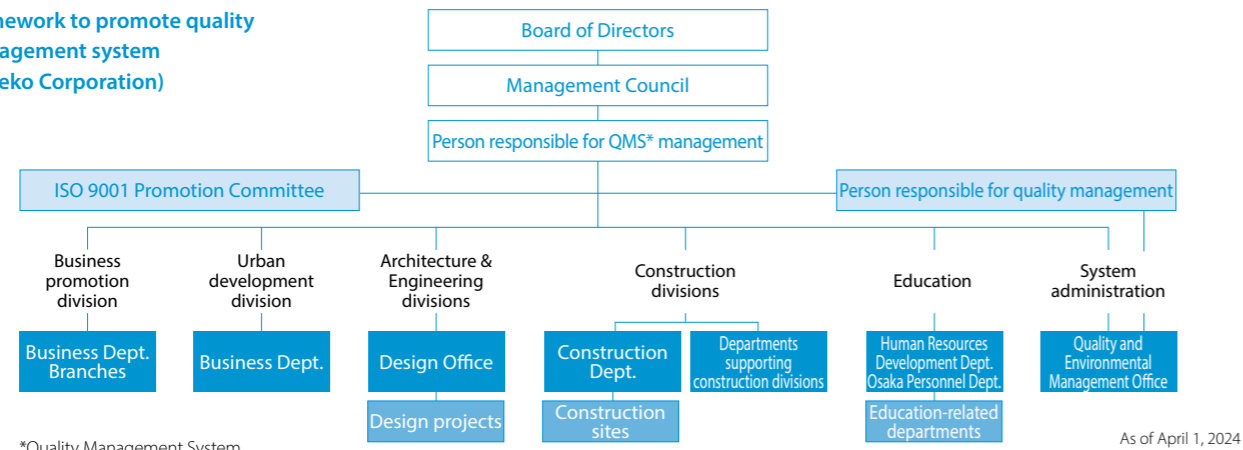 nework to promote quality
agement system
eko Corporation)
Board of Directors
Management Council
Person responsible for QMS* management
ISO 9001 Promotion Committee
Person responsible for quality management
Business
promotion
division
Urban
development
division
Architecture &
Engineering
divisions
Construction
divisions
Education
System
administration
Business Dept.
Branches
Business Dept.
Design Office
Construction
Dept.
Departments
supporting
construction divisions
Human Resources
Development Dept.
Osaka Personnel Dept.
Quality and
Environmental
Management Office
Design projects
Construction
sites
Education-related
departments
*Quality Management System
As of April 1, 2024